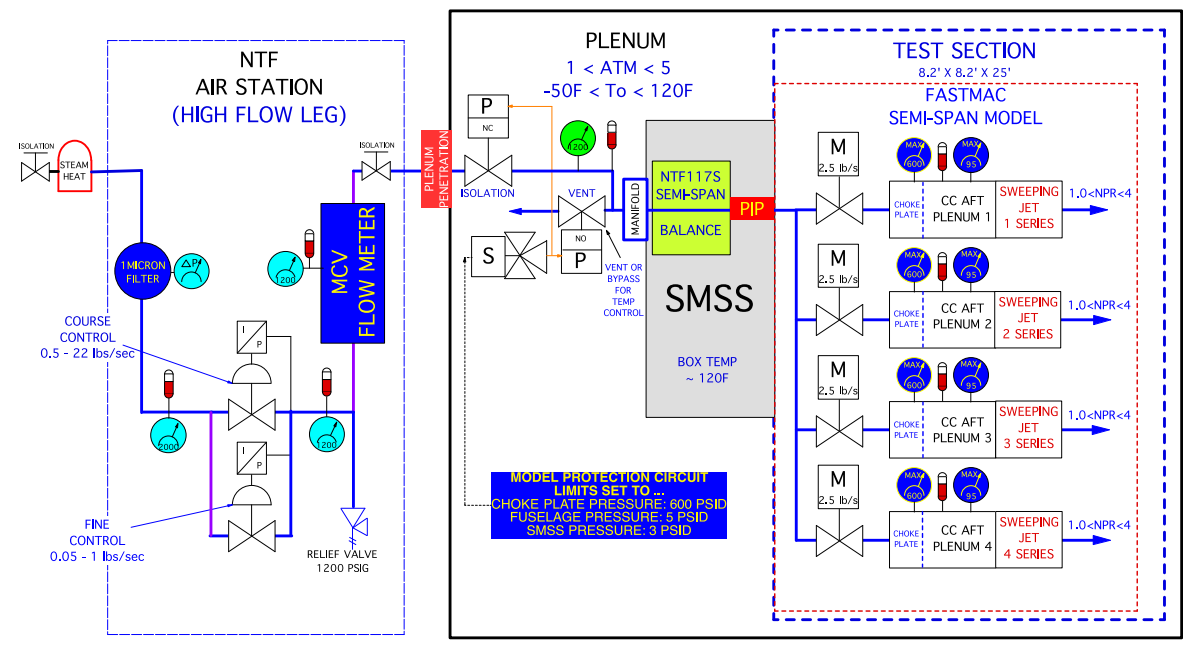 NTF
AIR STATION
(HIGH FLOW LEG)
ISOLATION
STEAM
HEAT
1MICRON
FILTER
△P
COURSE
CONTROL
0.5 - 22 lbs/sec
I
P
2000
1200
I
P
FINE
CONTROL
0.05 - 1 lbs/sec
RELIEF VALVE
1200 PSIG
1200
MCV
FLOW METER
ISOLATION
PLENUM
PENETRATION
PLENUM
1 < ATM < 5
-50F < To < 120F
P
NC
ISOLATION
1200
VENT
NO
P
S
VENT OR
BYPASS
FOR
TEMP
CONTROL
MANIFOLD
NTF117S
SEMI-SPAN
BALANCE
PIP
SMSS
BOX TEMP
~ 120F
MODEL PROTECTION CIRCUIT
LIMITS SET TO ...
CHOKE PLATE PRESSURE: 600 PSID
FUSELAGE PRESSURE: 5 PSID
SMSS PRESSURE: 3 PSID
TEST SECTION
8.2' X 8.2' X 25'
FASTMAC
SEMI-SPAN MODEL
M
2.5 lb/s
MAX
600
MAX
95
CHOKE
PLATE
CC AFT
PLENUM 1
SWEEPING
JET
1 SERIES
1.0<NPR<4
M
2.5 lb/s
MAX
600
MAX
95
CHOKE
PLATE
CC AFT
PLENUM 2
SWEEPING
JET
2 SERIES
1.0<NPR<4
M
2.5 lb/s
MAX
600
MAX
95
CHOKE
PLATE
CC AFT
PLENUM 3
SWEEPING
JET
3 SERIES
1.0<NPR<4
M
2.5 lb/s
MAX
600
MAX
95
CHOKE
PLATE
CC AFT
PLENUM 4
SWEEPING
JET
4 SERIES
1.0<NPR<4